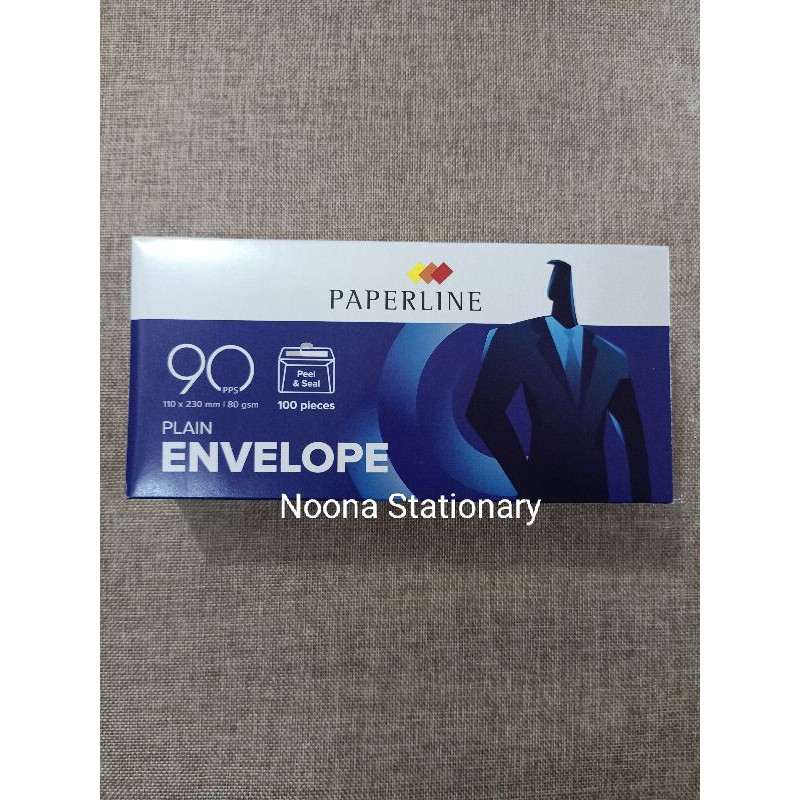 PAPERLINE
90 PPS
110 x 230 mm | 80 gsm
Peel
& Seal
100 pieces
PLAIN
ENVELOPE
Noona Stationary